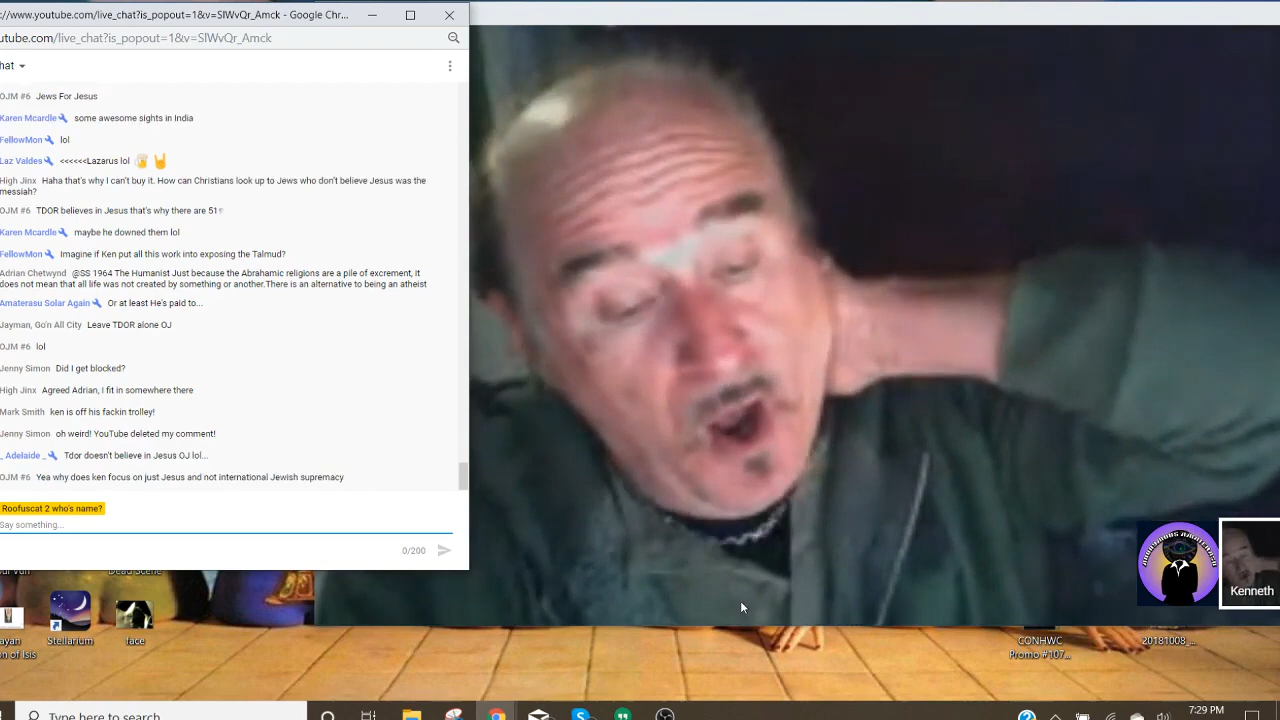 ://www.youtube.com/live_chat?is_popout=1&v=SlWvQr_Amck - Google Chr...
utube.com/live_chat?is_popout=1&v=SlWvQr_Amck
hat
OJM #6 Jews For Jesus
Karen Mcardle some awesome sights in India
FellowMon lol
Laz Valdes <<<<<<Lazarus lol
High Jinx Haha that's why I can't buy it. How can Christians look up to Jews who don't believe Jesus was the
messiah?
OJM #6 TDOR believes in Jesus that's why there are 51
Karen Mcardle maybe he downed them lol
FellowMon Imagine if Ken put all this work into exposing the Talmud?
Adrian Chetwynd @SS 1964 The Humanist Just because the Abrahamic religions are a pile of excrement, it
does not mean that all life was not created by something or another.There is an alternative to being an atheist
Amaterasu Solar Again Or at least He's paid to...
Jayman, Go'n All City Leave TDOR alone OJ
OJM #6 lol
Jenny Simon Did I get blocked?
High Jinx Agreed Adrian, I fit in somewhere there
Mark Smith ken is off his fackin trolley!
Jenny Simon oh weird! YouTube deleted my comment!
_ Adelaide _ Tdor doesn't believe in Jesus OJ lol...
OJM #6 Yea why does ken focus on just Jesus and not international Jewish supremacy
Roofuscat 2 who's name?
Say something...
0/200
Kenneth
Dead Scene
ayan
on of Isis
Stellarium
face
CONHWC
Promo #107...
20181008_...
Type here to search
7:29 PM